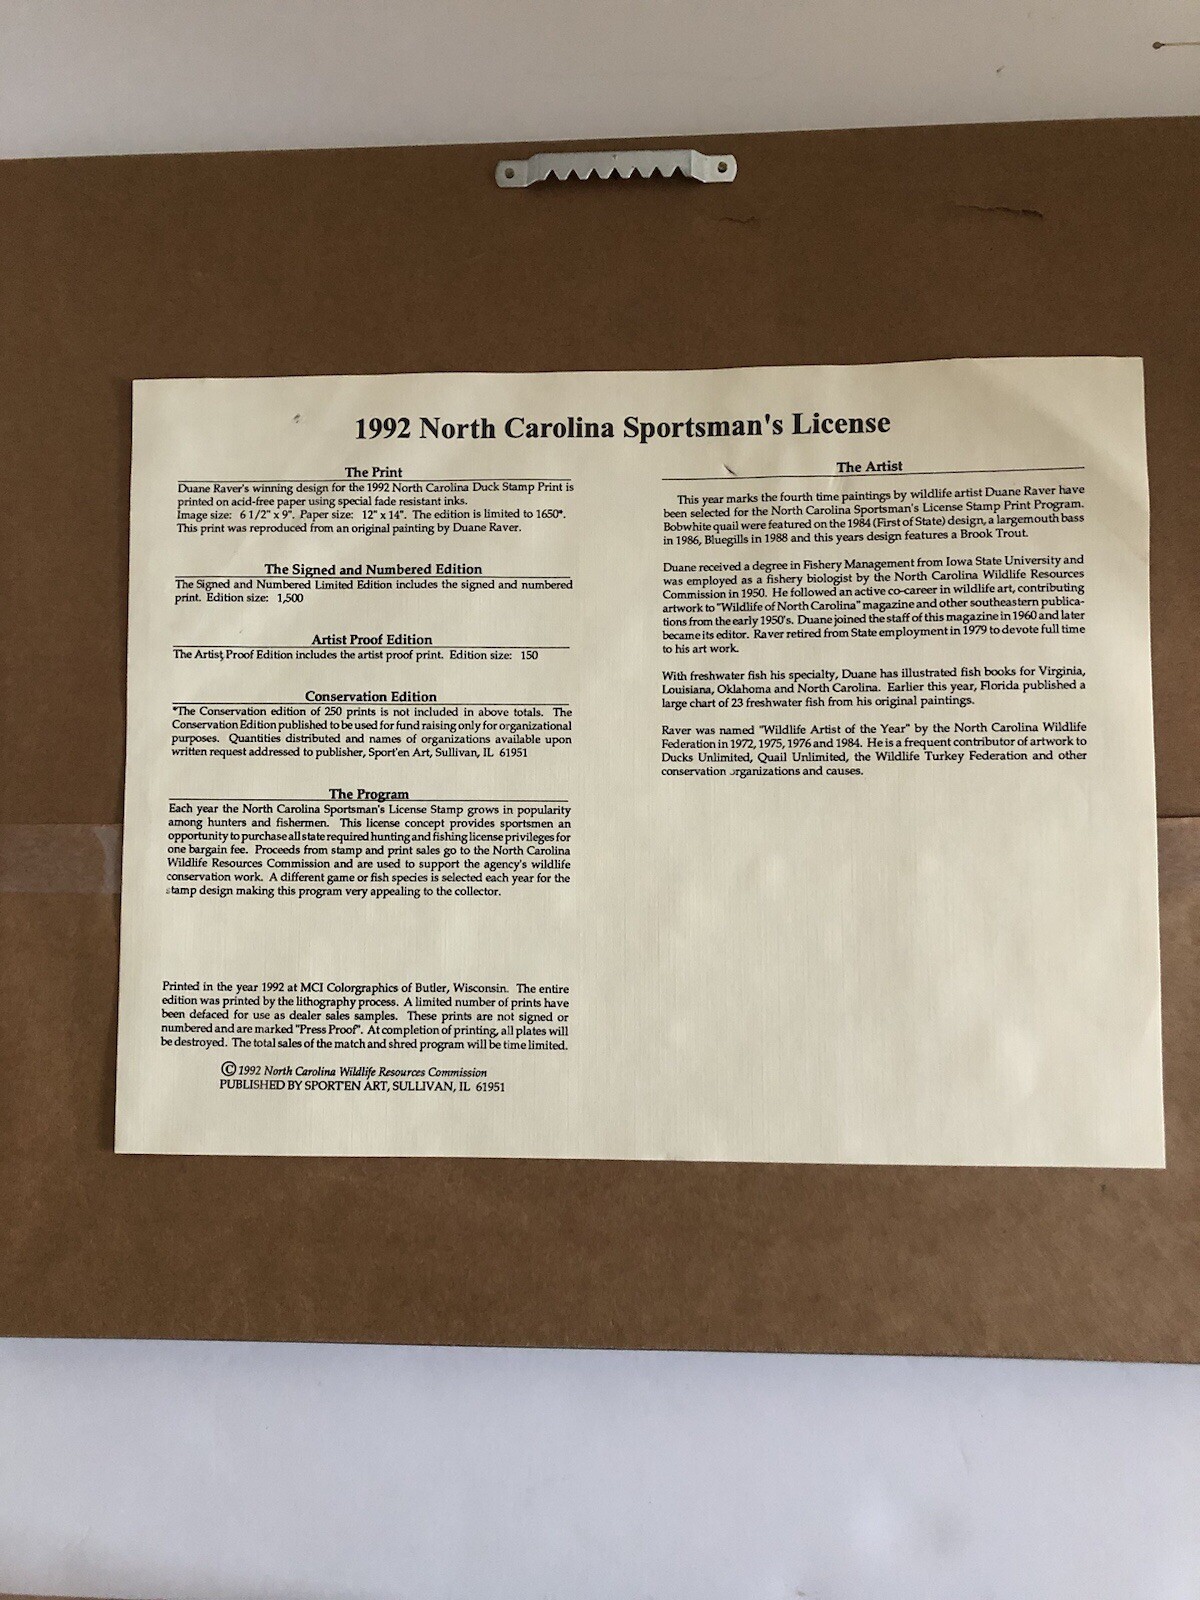 1992 North Carolina Sportsman's License
The Print
Duane Raver's winning design for the 1992 North Carolina Duck Stamp Print is
printed on acid-free paper using special fade resistant inks.
Image size: 6 1/2" x 9". Paper size: 12" x 14". The edition is limited to 1650*.
This print was reproduced from an original painting by Duane Raver.
The Signed and Numbered Edition
The Signed and Numbered Limited Edition includes the signed and numbered
print. Edition size: 1,500
Artist Proof Edition
The Artist Proof Edition includes the artist proof print. Edition size: 150
Conservation Edition
*The Conservation edition of 250 prints is not included in above totals. The
Conservation Edition published to be used for fund raising only for organizational
purposes. Quantities distributed and names of organizations available upon
written request addressed to publisher, Sport'en Art, Sullivan, IL 61951
The Program
Each year the North Carolina Sportsman's License Stamp grows in popularity
among hunters and fishermen. This license concept provides sportsmen an
opportunity to purchase all state required hunting and fishing license privileges for
one bargain fee. Proceeds from stamp and print sales go to the North Carolina
Wildlife Resources Commission and are used to support the agency's wildlife
conservation work. A different game or fish species is selected each year for the
stamp design making this program very appealing to the collector.
Printed in the year 1992 at MCI Colorgraphics of Butler, Wisconsin. The entire
edition was printed by the lithography process. A limited number of prints have
been defaced for use as dealer sales samples. These prints are not signed or
numbered and are marked "Press Proof". At completion of printing, all plates will
be destroyed. The total sales of the match and shred program will be time limited.
© 1992 North Carolina Wildlife Resources Commission
PUBLISHED BY SPORT'EN ART, SULLIVAN, IL 61951
The Artist
This year marks the fourth time paintings by wildlife artist Duane Raver have
been selected for the North Carolina Sportsman's License Stamp Print Program.
Bobwhite quail were featured on the 1984 (First of State) design, a largemouth bass
in 1986, Bluegills in 1988 and this years design features a Brook Trout.
Duane received a degree in Fishery Management from Iowa State University and
was employed as a fishery biologist by the North Carolina Wildlife Resources
Commission in 1950. He followed an active co-career in wildlife art, contributing
artwork to "Wildlife of North Carolina" magazine and other southeastern publica-
tions from the early 1950's. Duane joined the staff of this magazine in 1960 and later
became its editor. Raver retired from State employment in 1979 to devote full time
to his art work.
With freshwater fish his specialty, Duane has illustrated fish books for Virginia,
Louisiana, Oklahoma and North Carolina. Earlier this year, Florida published a
large chart of 23 freshwater fish from his original paintings.
Raver was named "Wildlife Artist of the Year" by the North Carolina Wildlife
Federation in 1972, 1975, 1976 and 1984. He is a frequent contributor of artwork to
Ducks Unlimited, Quail Unlimited, the Wildlife Turkey Federation and other
conservation organizations and causes.